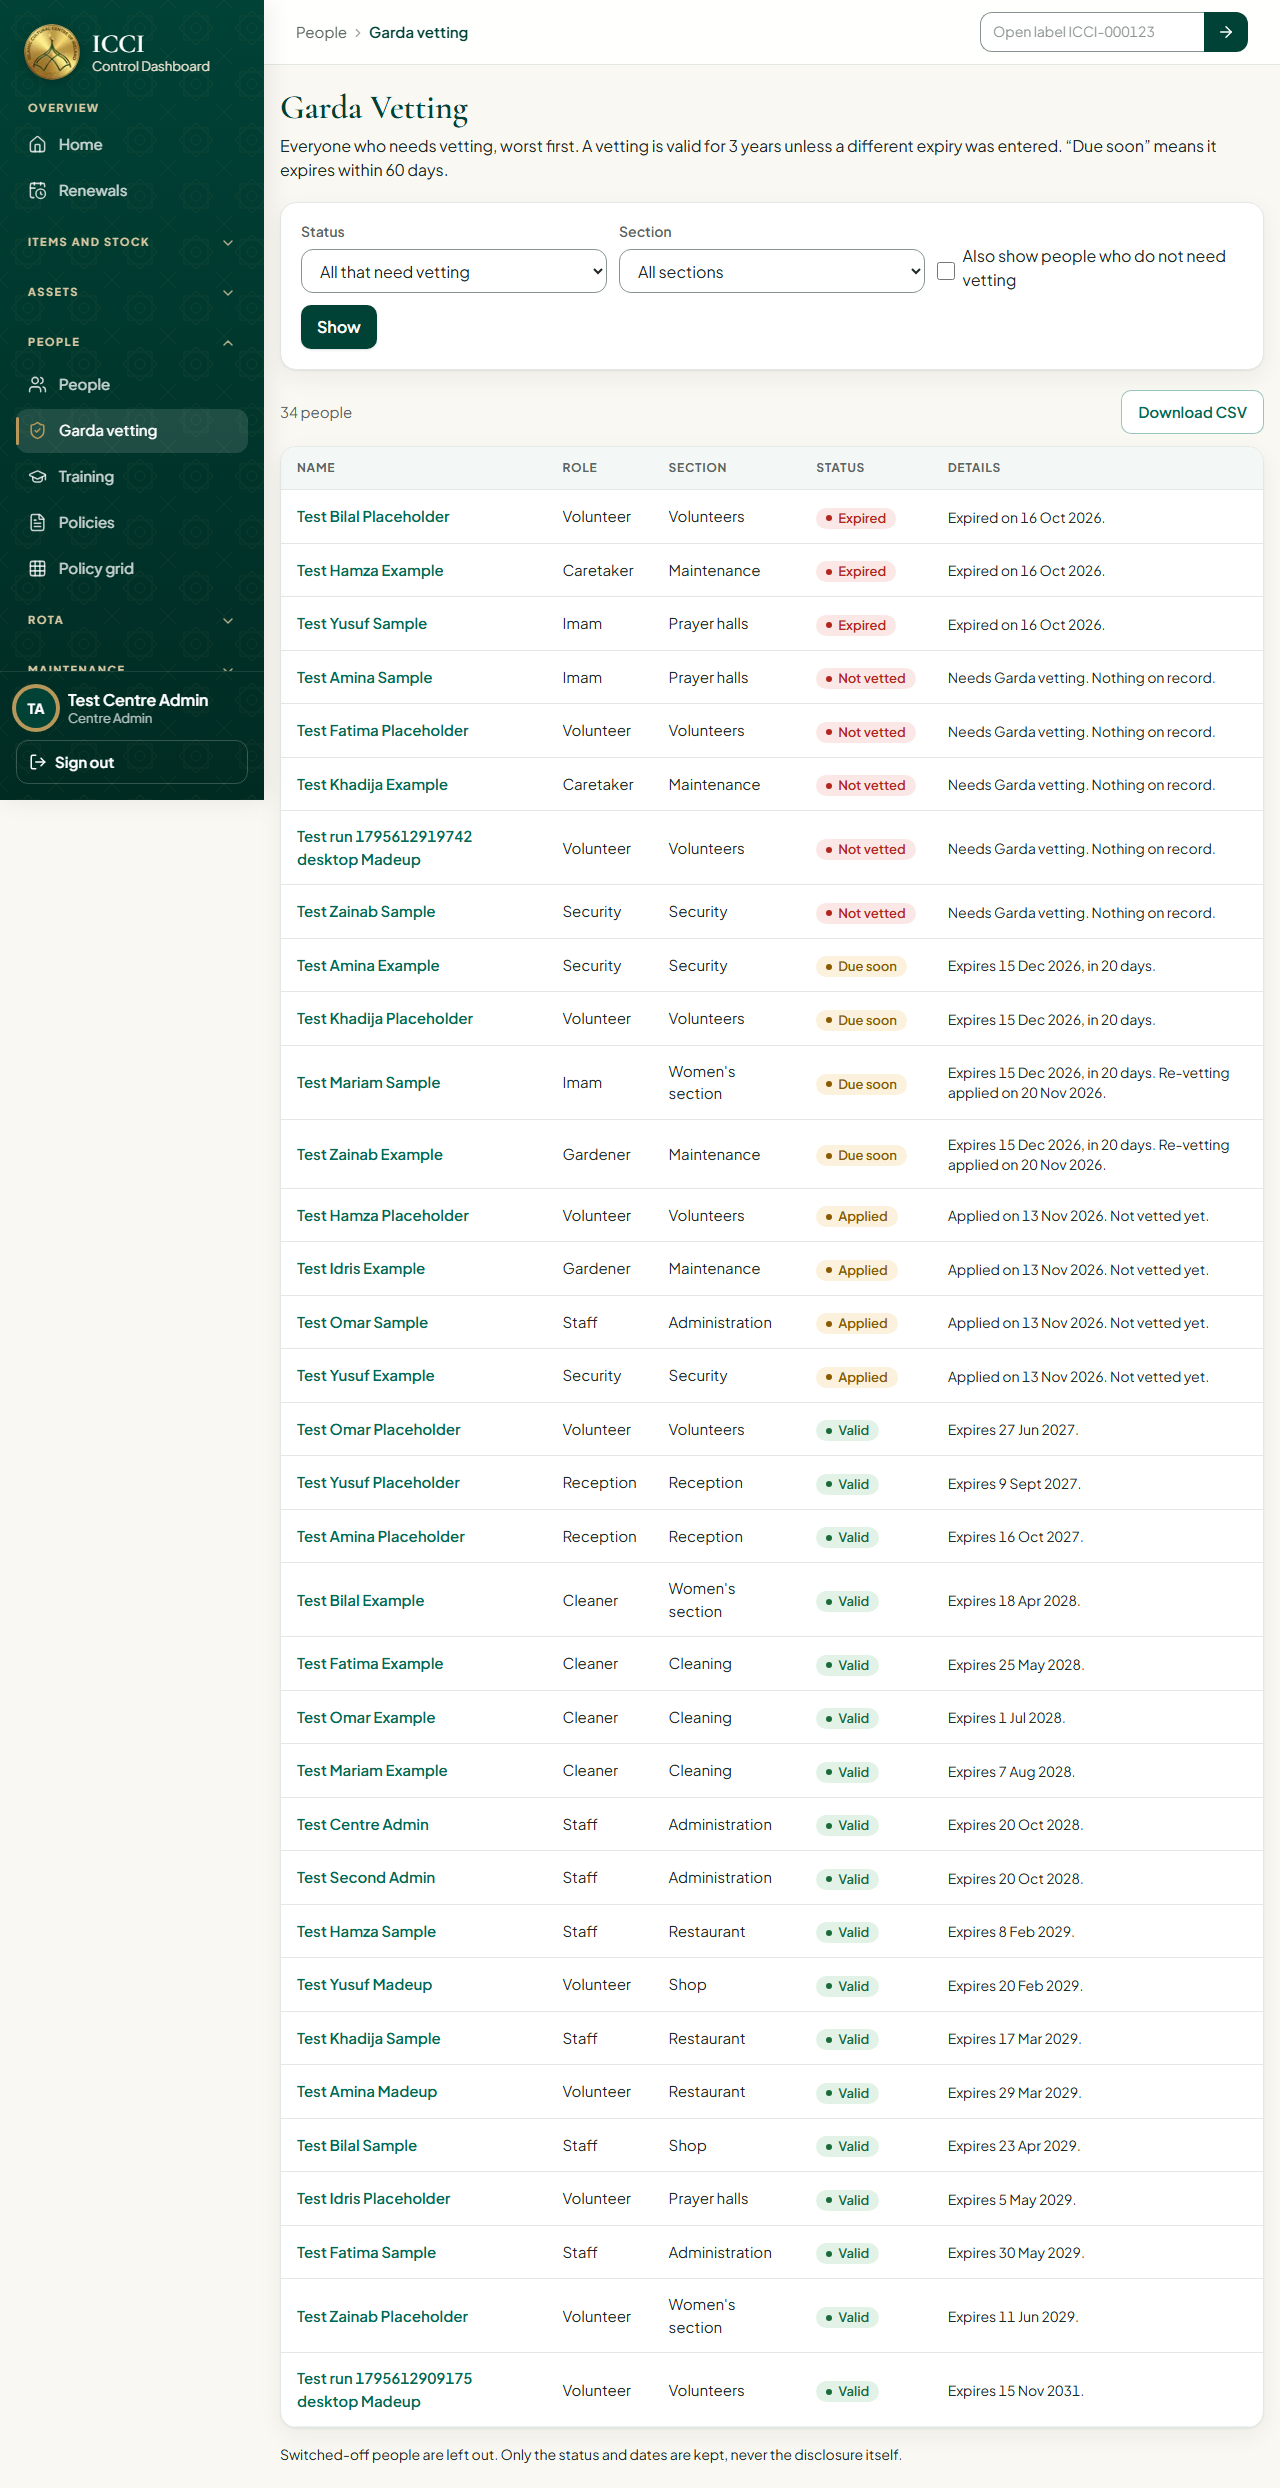 ICCI
Control Dashboard
OVERVIEW
Home
Renewals
ITEMS AND STOCK
ASSETS
PEOPLE
People
Garda vetting
Training
Policies
Policy grid
ROTA
MAINTENANCE
TA
Test Centre Admin
Centre Admin
Sign out
People > Garda vetting
Open label ICCI-000123
Garda Vetting
Everyone who needs vetting, worst first. A vetting is valid for 3 years unless a different expiry was entered. “Due soon” means it
expires within 60 days.
Status
Section
All that need vetting
All sections
Also show people who do not need
vetting
Show
34 people
Download CSV
NAME ROLE SECTION STATUS DETAILS
Test Bilal Placeholder Volunteer Volunteers Expired Expired on 16 Oct 2026.
Test Hamza Example Caretaker Maintenance Expired Expired on 16 Oct 2026.
Test Yusuf Sample Imam Prayer halls Expired Expired on 16 Oct 2026.
Test Amina Sample Imam Prayer halls Not vetted Needs Garda vetting. Nothing on record.
Test Fatima Placeholder Volunteer Volunteers Not vetted Needs Garda vetting. Nothing on record.
Test Khadija Example Caretaker Maintenance Not vetted Needs Garda vetting. Nothing on record.
Test run 1795612919742
desktop Madeup Volunteer Volunteers Not vetted Needs Garda vetting. Nothing on record.
Test Zainab Sample Security Security Not vetted Needs Garda vetting. Nothing on record.
Test Amina Example Security Security Due soon Expires 15 Dec 2026, in 20 days.
Test Khadija Placeholder Volunteer Volunteers Due soon Expires 15 Dec 2026, in 20 days.
Test Mariam Sample Imam Women's
section Due soon Expires 15 Dec 2026, in 20 days. Re-vetting
applied on 20 Nov 2026.
Test Zainab Example Gardener Maintenance Due soon Expires 15 Dec 2026, in 20 days. Re-vetting
applied on 20 Nov 2026.
Test Hamza Placeholder Volunteer Volunteers Applied Applied on 13 Nov 2026. Not vetted yet.
Test Idris Example Gardener Maintenance Applied Applied on 13 Nov 2026. Not vetted yet.
Test Omar Sample Staff Administration Applied Applied on 13 Nov 2026. Not vetted yet.
Test Yusuf Example Security Security Applied Applied on 13 Nov 2026. Not vetted yet.
Test Omar Placeholder Volunteer Volunteers Valid Expires 27 Jun 2027.
Test Yusuf Placeholder Reception Reception Valid Expires 9 Sept 2027.
Test Amina Placeholder Reception Reception Valid Expires 16 Oct 2027.
Test Bilal Example Cleaner Women's
section Valid Expires 18 Apr 2028.
Test Fatima Example Cleaner Cleaning Valid Expires 25 May 2028.
Test Omar Example Cleaner Cleaning Valid Expires 1 Jul 2028.
Test Mariam Example Cleaner Cleaning Valid Expires 7 Aug 2028.
Test Centre Admin Staff Administration Valid Expires 20 Oct 2028.
Test Second Admin Staff Administration Valid Expires 20 Oct 2028.
Test Hamza Sample Staff Restaurant Valid Expires 8 Feb 2029.
Test Yusuf Madeup Volunteer Shop Valid Expires 20 Feb 2029.
Test Khadija Sample Staff Restaurant Valid Expires 17 Mar 2029.
Test Amina Madeup Volunteer Restaurant Valid Expires 29 Mar 2029.
Test Bilal Sample Staff Shop Valid Expires 23 Apr 2029.
Test Idris Placeholder Volunteer Prayer halls Valid Expires 5 May 2029.
Test Fatima Sample Staff Administration Valid Expires 30 May 2029.
Test Zainab Placeholder Volunteer Women's
section Valid Expires 11 Jun 2029.
Test run 1795612909175
desktop Madeup Volunteer Volunteers Valid Expires 15 Nov 2031.
Switched-off people are left out. Only the status and dates are kept, never the disclosure itself.